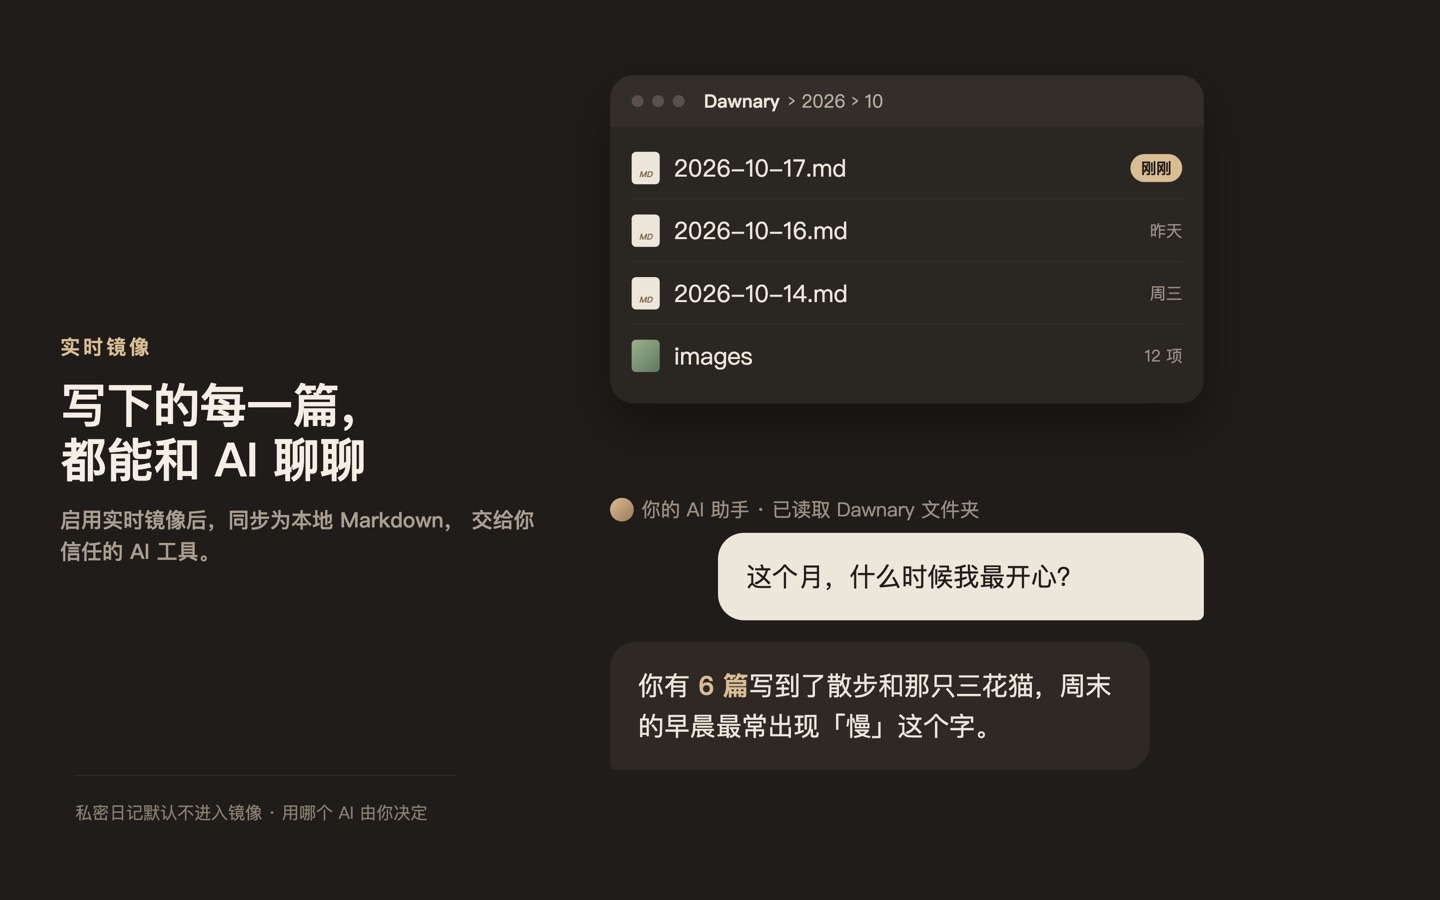 Dawnary › 2026 › 10
MD 2026–10–17.md 刚刚
MD 2026–10–16.md 昨天
MD 2026–10–14.md 周三
images 12 项
实时镜像
写下的每一篇，
都能和 AI 聊聊
启用实时镜像后，同步为本地 Markdown， 交给你
信任的 AI 工具。
你的 AI 助手 · 已读取 Dawnary 文件夹
这个月，什么时候我最开心？
你有 6 篇写到了散步和那只三花猫，周末
的早晨最常出现「慢」这个字。
私密日记默认不进入镜像 · 用哪个 AI 由你决定